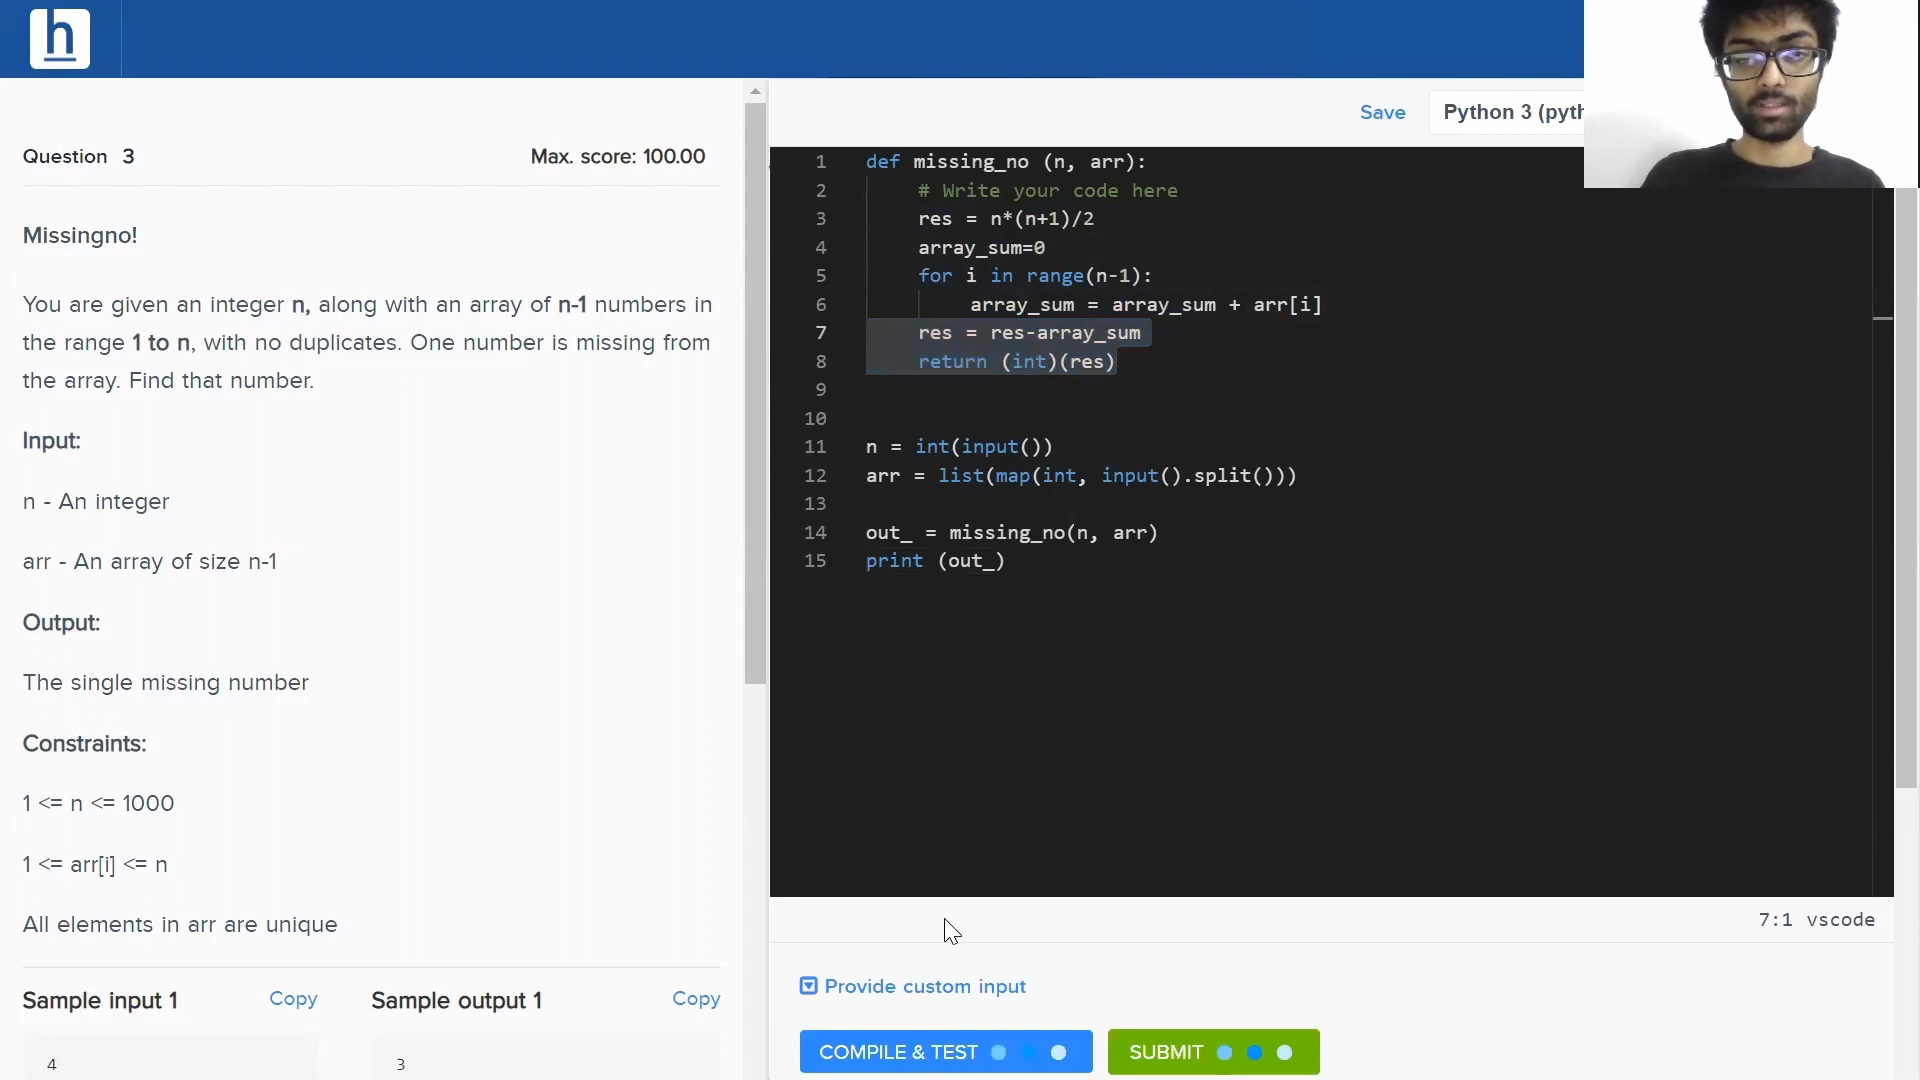 h
Save Python 3 (pyth
Question 3 Max. score: 100.00
Missingno!
You are given an integer n, along with an array of n-1 numbers in
the range 1 to n, with no duplicates. One number is missing from
the array. Find that number.
Input:
n - An integer
arr - An array of size n-1
Output:
The single missing number
Constraints:
1 <= n <= 1000
1 <= arr[i] <= n
All elements in arr are unique
Sample input 1 Copy
4
Sample output 1 Copy
3
1 def missing_no (n, arr):
2 # Write your code here
3 res = n*(n+1)/2
4 array_sum=0
5 for i in range(n-1):
6 array_sum = array_sum + arr[i]
7 res = res-array_sum
8 return (int)(res)
9
10
11 n = int(input())
12 arr = list(map(int, input().split()))
13
14 out_ = missing_no(n, arr)
15 print (out_)
7:1 vscode
Provide custom input
COMPILE & TEST SUBMIT